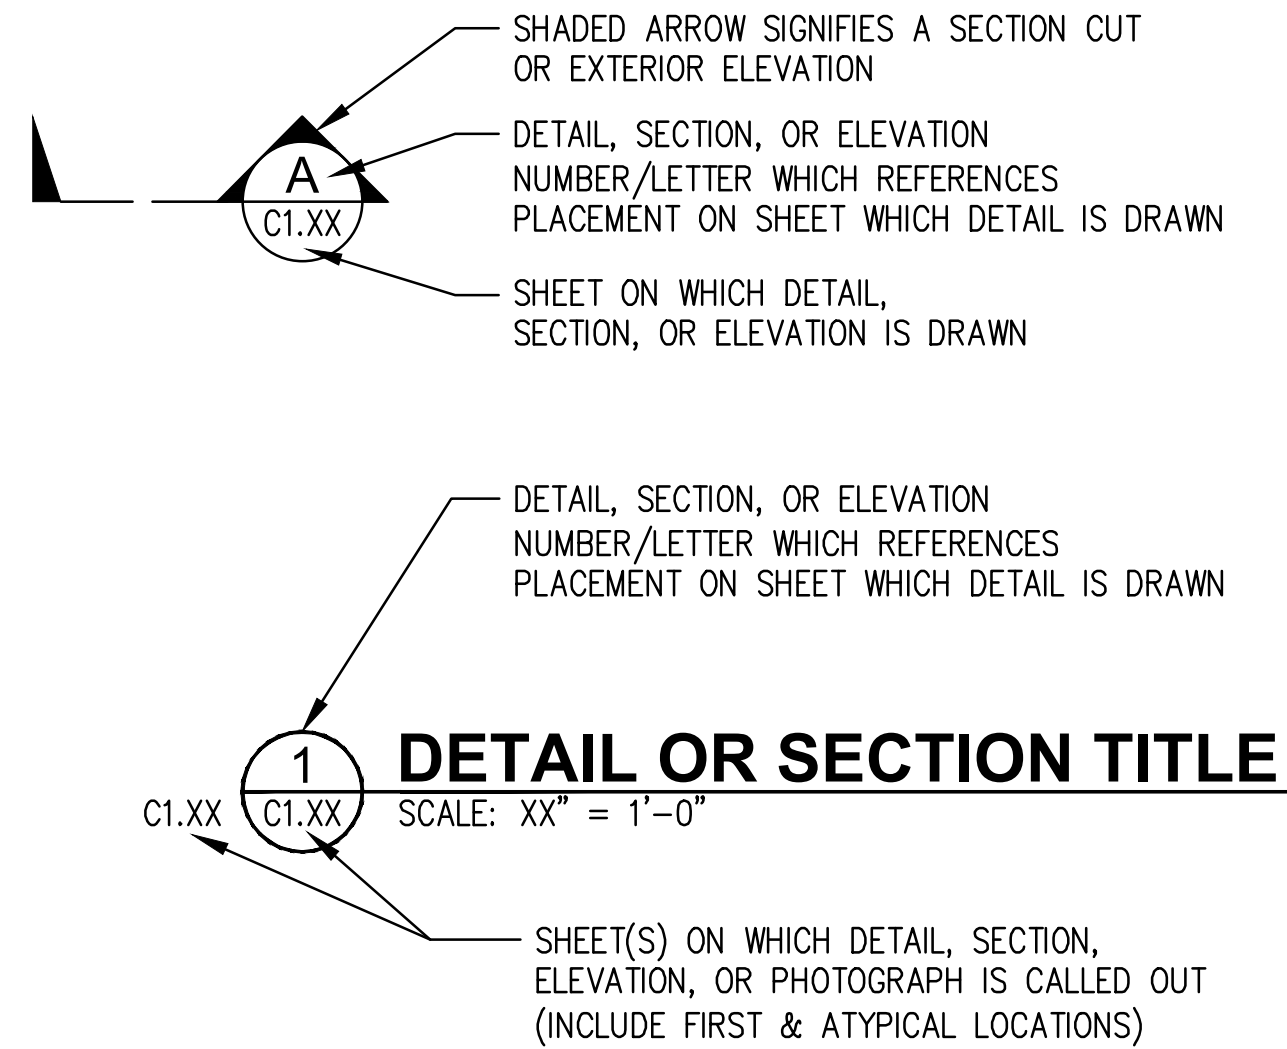 SHADED ARROW SIGNIFIES A SECTION CUT
OR EXTERIOR ELEVATION
DETAIL, SECTION, OR ELEVATION
NUMBER/LETTER WHICH REFERENCES
PLACEMENT ON SHEET WHICH DETAIL IS DRAWN
A
C1.XX
SHEET ON WHICH DETAIL,
SECTION, OR ELEVATION IS DRAWN
DETAIL, SECTION, OR ELEVATION
NUMBER/LETTER WHICH REFERENCES
PLACEMENT ON SHEET WHICH DETAIL IS DRAWN
1
DETAIL OR SECTION TITLE
C1.XX
C1.XX
SCALE: XX" = 1'-0"
SHEET(S) ON WHICH DETAIL, SECTION,
ELEVATION, OR PHOTOGRAPH IS CALLED OUT
(INCLUDE FIRST & ATYPICAL LOCATIONS)